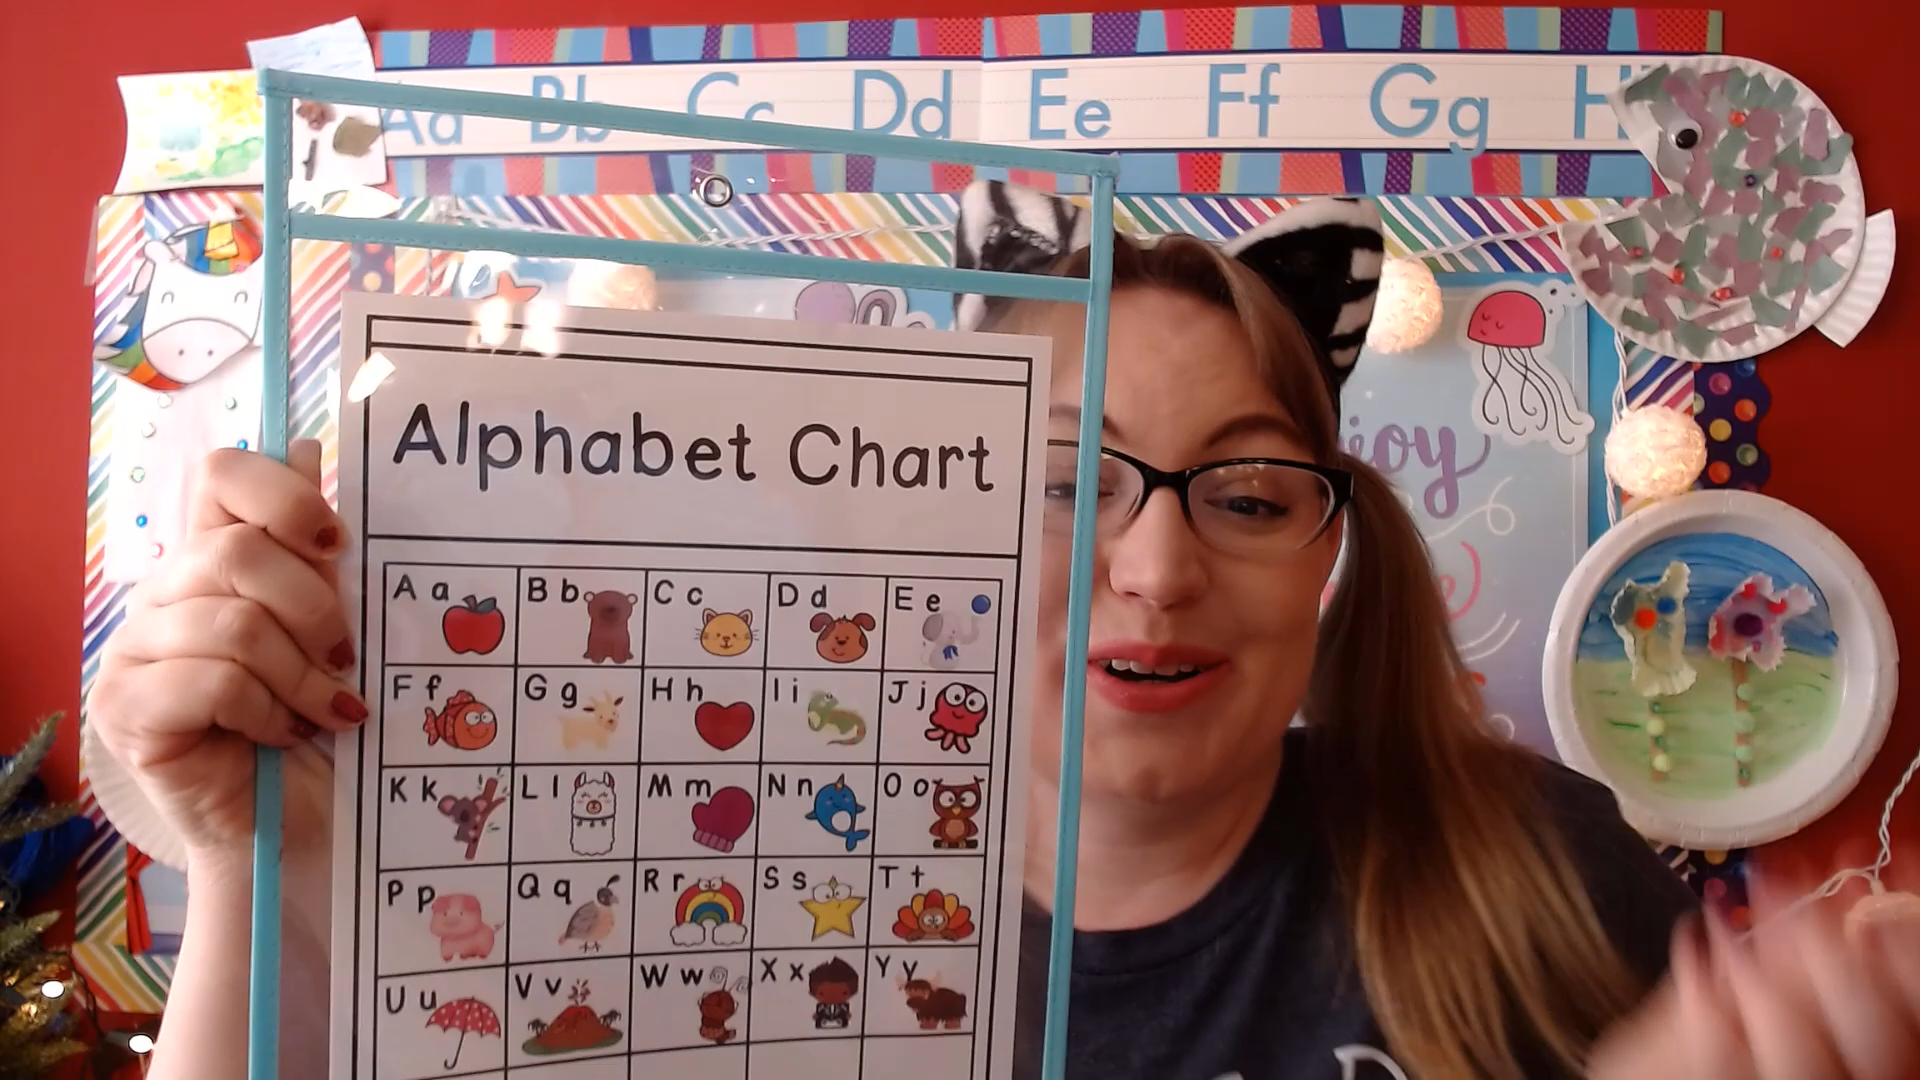 Aa Bb Cc Dd Ee Ff Gg H
Alphabet Chart
A a B b C c D d E e
F f G g H h I i J j
K k L l M m N n O o
P p Q q R r S s T t
U u V v W w X x Y y